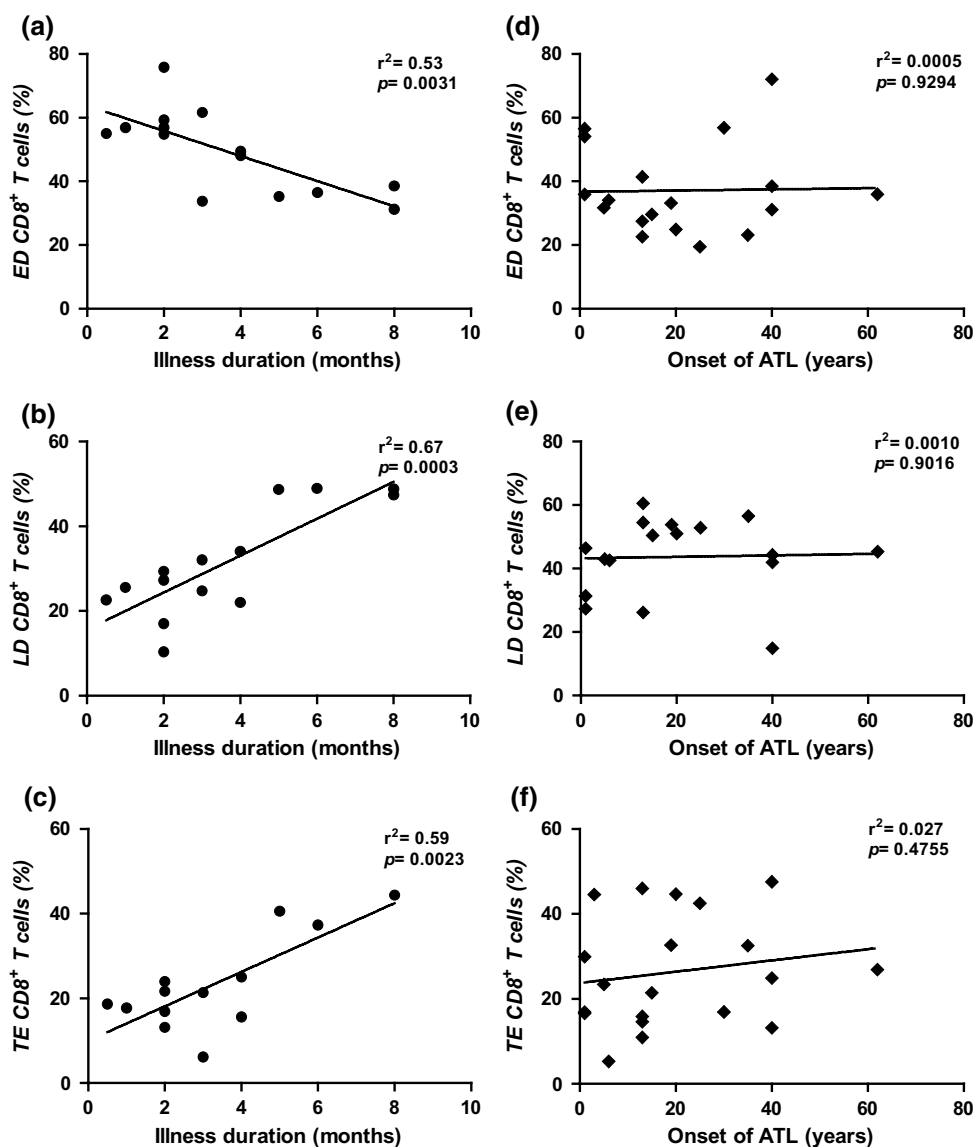 (a)
r² = 0.53
p= 0.0031
ED CD8⁺ T cells (%)
80
60
40
20
0
0 2 4 6 8 10
Illness duration (months)
(d)
r² = 0.0005
p= 0.9294
ED CD8⁺ T cells (%)
80
60
40
20
0
0 20 40 60 80
Onset of ATL (years)
(b)
r² = 0.67
p= 0.0003
LD CD8⁺ T cells (%)
60
40
20
0
0 2 4 6 8 10
Illness duration (months)
(e)
r² = 0.0010
p= 0.9016
LD CD8⁺ T cells (%)
80
60
40
20
0
0 20 40 60 80
Onset of ATL (years)
(c)
r² = 0.59
p= 0.0023
TE CD8⁺ T cells (%)
60
40
20
0
0 2 4 6 8 10
Illness duration (months)
(f)
r² = 0.027
p= 0.4755
TE CD8⁺ T cells (%)
60
40
20
0
0 20 40 60 80
Onset of ATL (years)